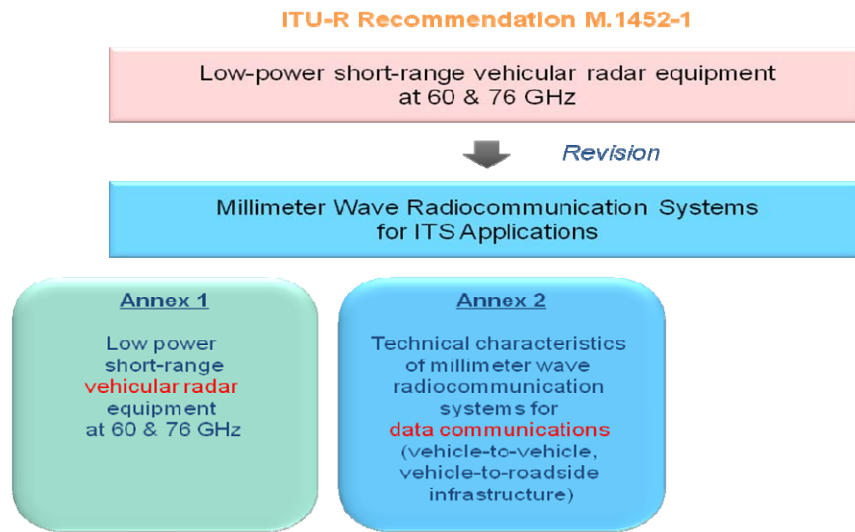 ITU-R Recommendation M.1452-1
Low-power short-range vehicular radar equipment
at 60 & 76 GHz
Revision
Millimeter Wave Radiocommunication Systems
for ITS Applications
Annex 1
Low power
short-range
vehicular radar
equipment
at 60 & 76 GHz
Annex 2
Technical characteristics
of millimeter wave
radiocommunication
systems for
data communications
(vehicle-to-vehicle,
vehicle-to-roadside
infrastructure)